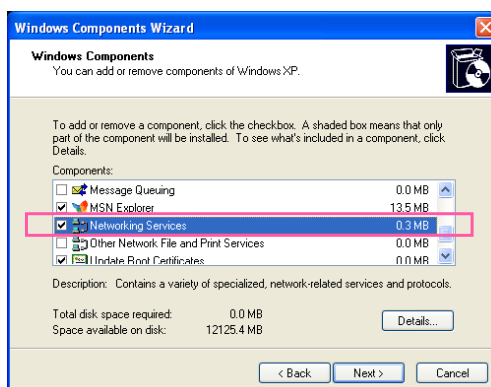 Windows Components Wizard
Windows Components
You can add or remove components of Windows XP.
To add or remove a component, click the checkbox. A shaded box means that only
part of the component will be installed. To see what's included in a component, click
Details.
Components:
Message Queuing 0.0 MB
MSN Explorer 13.5 MB
Networking Services 0.3 MB
Other Network File and Print Services 0.0 MB
Update Root Certificates 0.0 MB
Description: Contains a variety of specialized, network-related services and protocols.
Total disk space required: 0.0 MB
Space available on disk: 12125.4 MB
Details...
< Back Next > Cancel